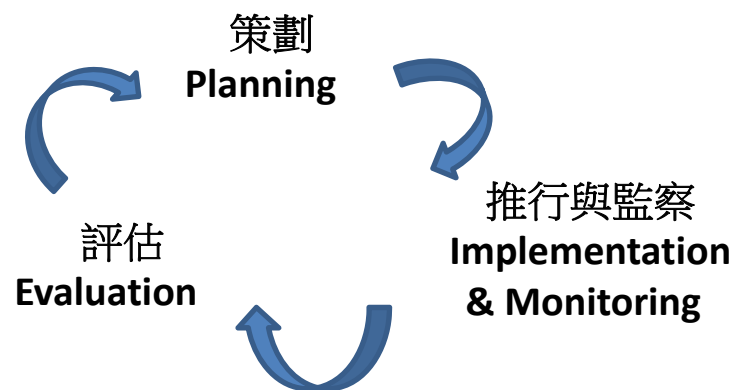 策劃
Planning
推行與監察
Implementation
& Monitoring
評估
Evaluation